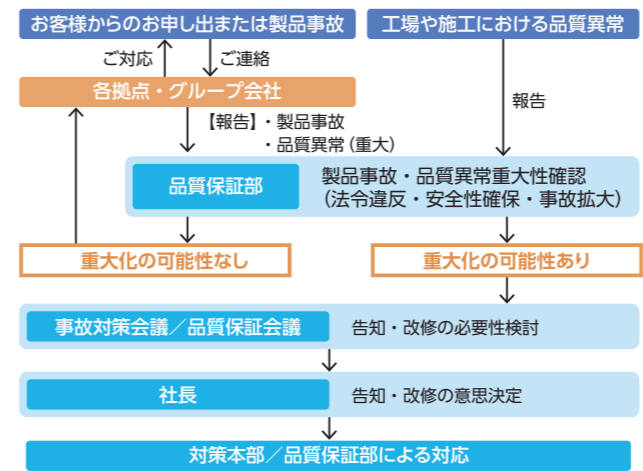 お客様からのお申し出または製品事故
工場や施工における品質異常
ご対応
ご連絡
各拠点・グループ会社
報告
【報告】・製品事故
・品質異常(重大)
品質保証部
製品事故・品質異常重大性確認
(法令違反・安全性確保・事故拡大)
重大化の可能性なし
重大化の可能性あり
事故対策会議／品質保証会議
告知・改修の必要性検討
社長
告知・改修の意思決定
対策本部／品質保証部による対応